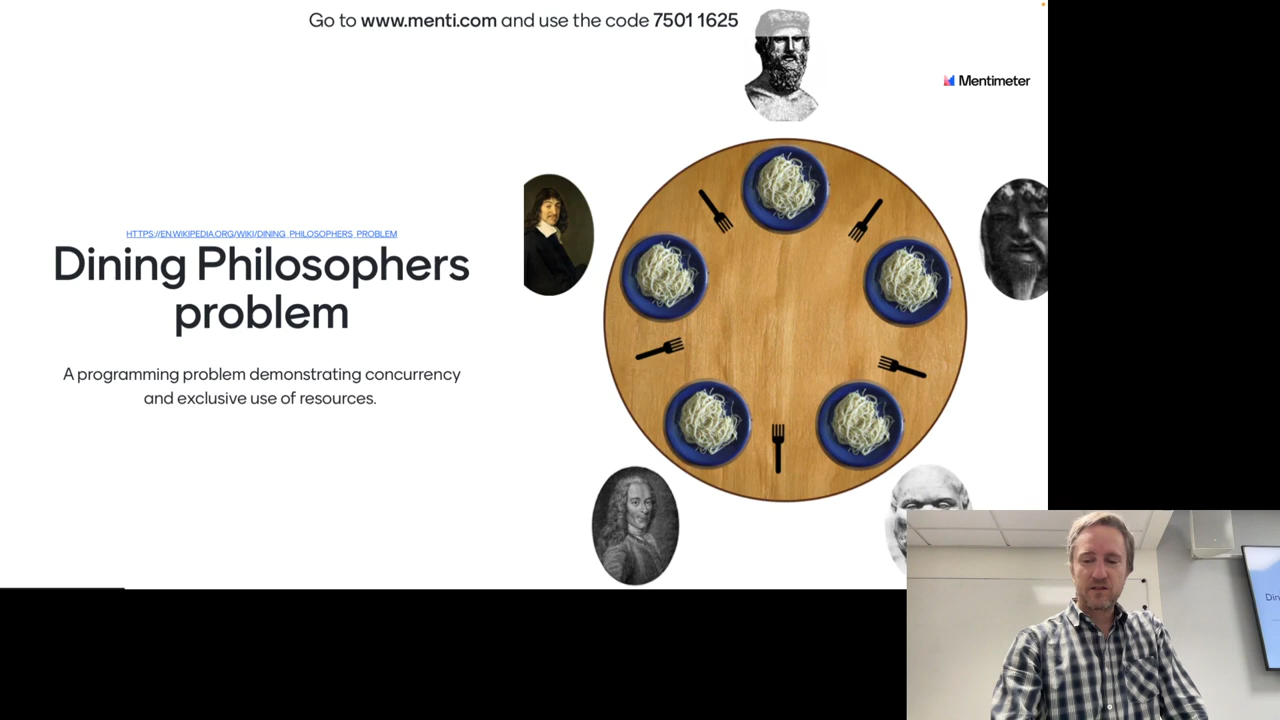 Go to www.menti.com and use the code 7501 1625
Mentimeter
HTTPS://EN.WIKIPEDIA.ORG/WIKI/DINING_PHILOSOPHERS_PROBLEM
Dining Philosophers
problem
A programming problem demonstrating concurrency
and exclusive use of resources.
Din